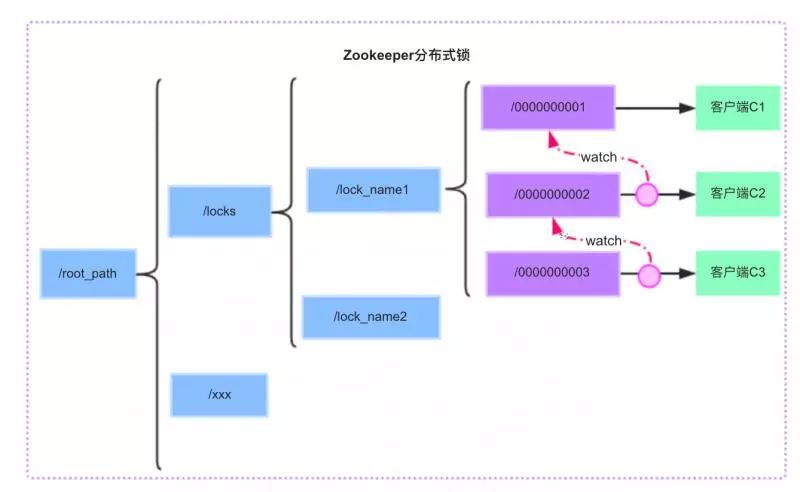 Zookeeper分布式锁
/root_path
/locks
/xxx
/lock_name1
/lock_name2
/0000000001
客户端C1
watch
/0000000002
客户端C2
watch
/0000000003
客户端C3